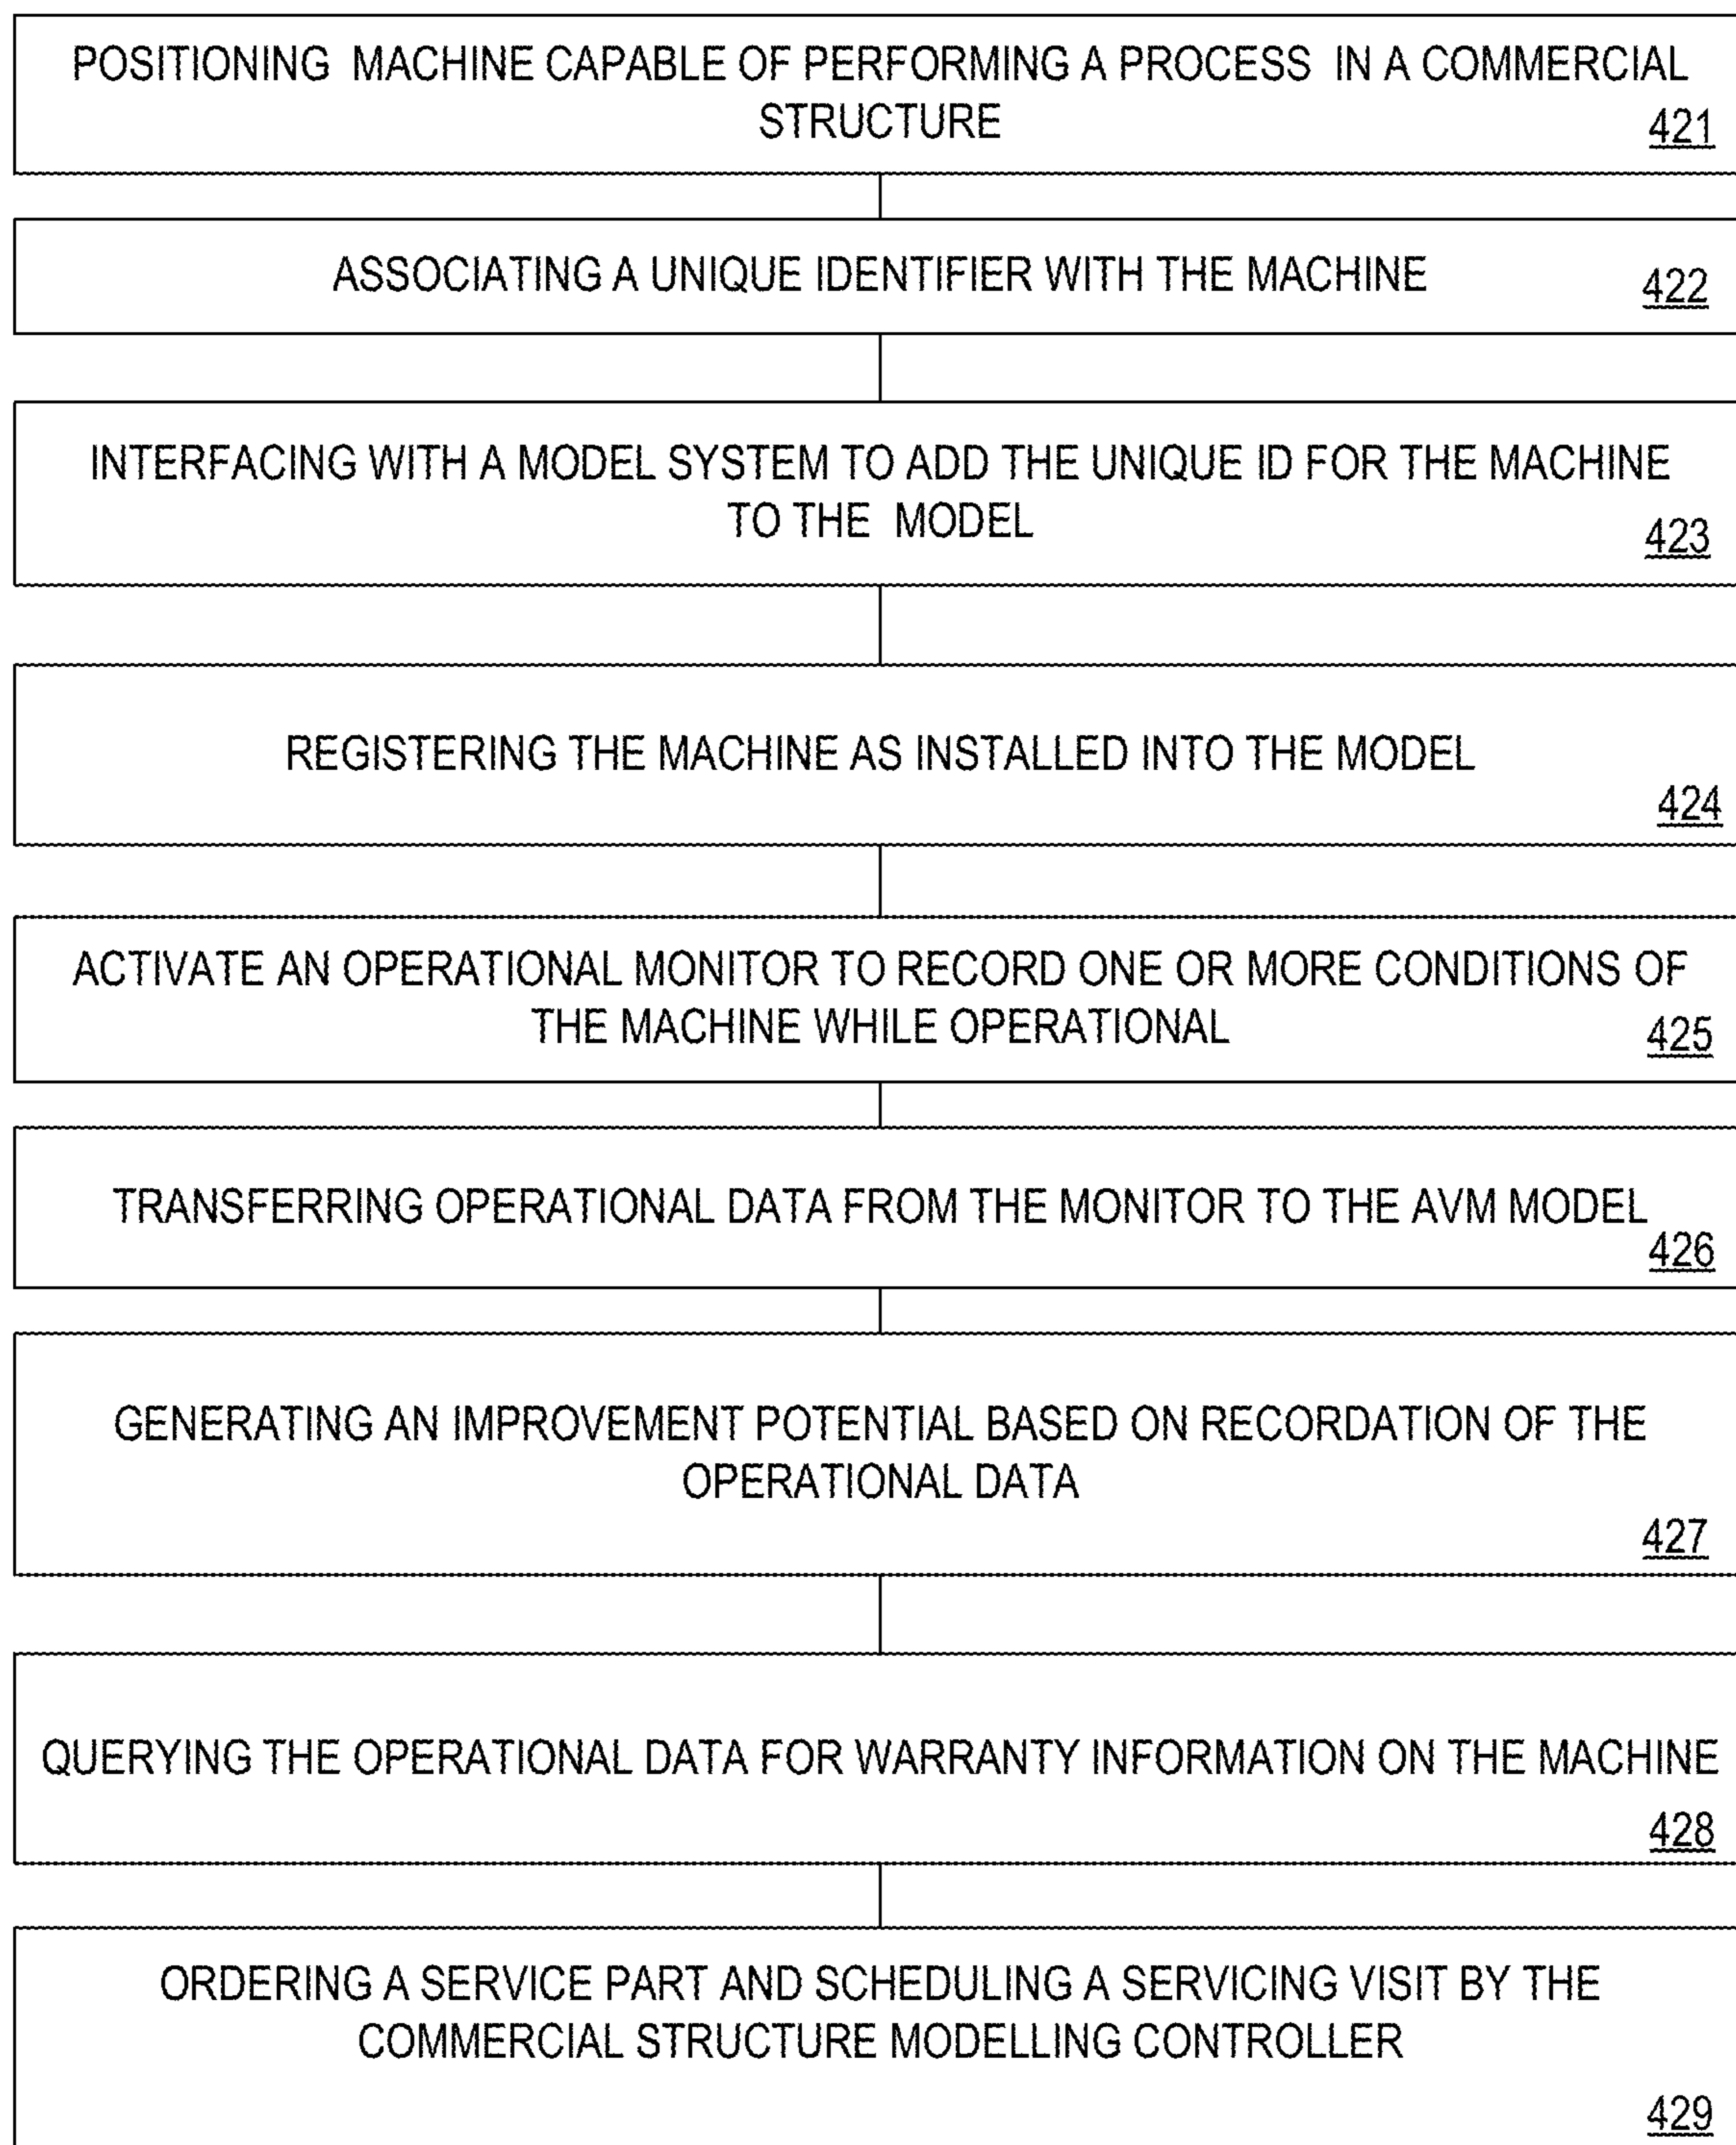 POSITIONING MACHINE CAPABLE OF PERFORMING A PROCESS IN A COMMERCIAL
STRUCTURE
421
ASSOCIATING A UNIQUE IDENTIFIER WITH THE MACHINE
422
INTERFACING WITH A MODEL SYSTEM TO ADD THE UNIQUE ID FOR THE MACHINE
TO THE MODEL
423
REGISTERING THE MACHINE AS INSTALLED INTO THE MODEL
424
ACTIVATE AN OPERATIONAL MONITOR TO RECORD ONE OR MORE CONDITIONS OF
THE MACHINE WHILE OPERATIONAL
425
TRANSFERRING OPERATIONAL DATA FROM THE MONITOR TO THE AVM MODEL
426
GENERATING AN IMPROVEMENT POTENTIAL BASED ON RECORDATION OF THE
OPERATIONAL DATA
427
QUERYING THE OPERATIONAL DATA FOR WARRANTY INFORMATION ON THE MACHINE
428
ORDERING A SERVICE PART AND SCHEDULING A SERVICING VISIT BY THE
COMMERCIAL STRUCTURE MODELLING CONTROLLER
429